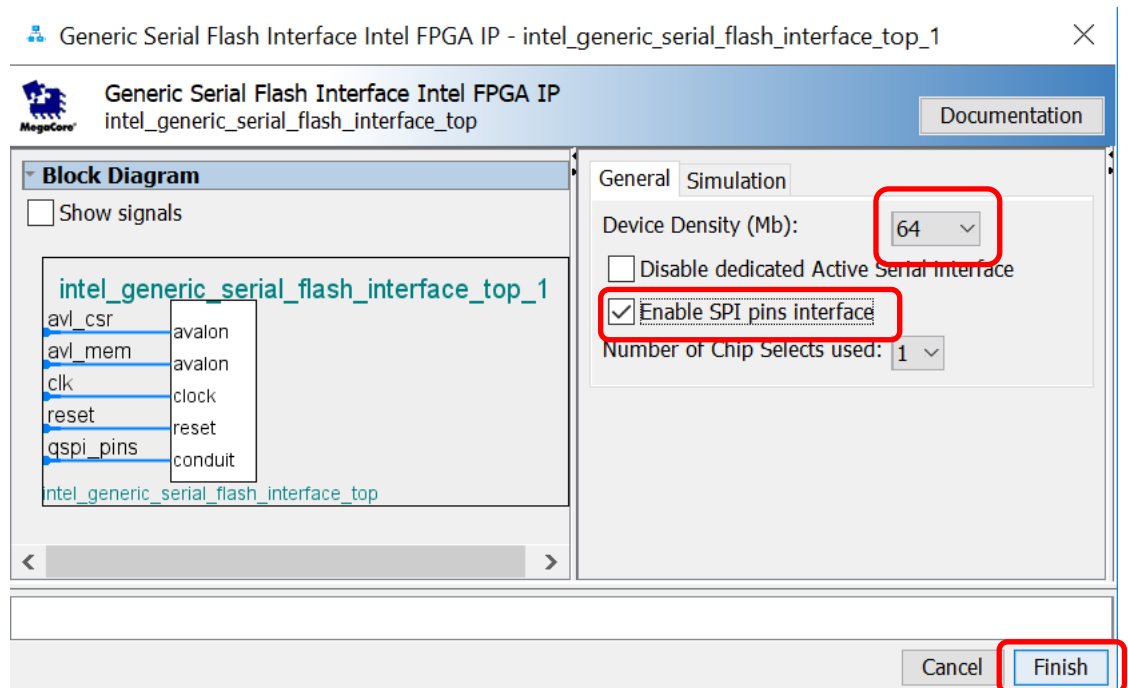 Generic Serial Flash Interface Intel FPGA IP - intel_generic_serial_flash_interface_top_1
Generic Serial Flash Interface Intel FPGA IP
MegaCore® intel_generic_serial_flash_interface_top
Documentation
Block Diagram
Show signals
intel_generic_serial_flash_interface_top_1
avl_csr avalon
avl_mem avalon
clk clock
reset reset
qspi_pins conduit
intel_generic_serial_flash_interface_top
General Simulation
Device Density (Mb): 64
Disable dedicated Active Serial interface
Enable SPI pins interface
Number of Chip Selects used: 1
Cancel Finish